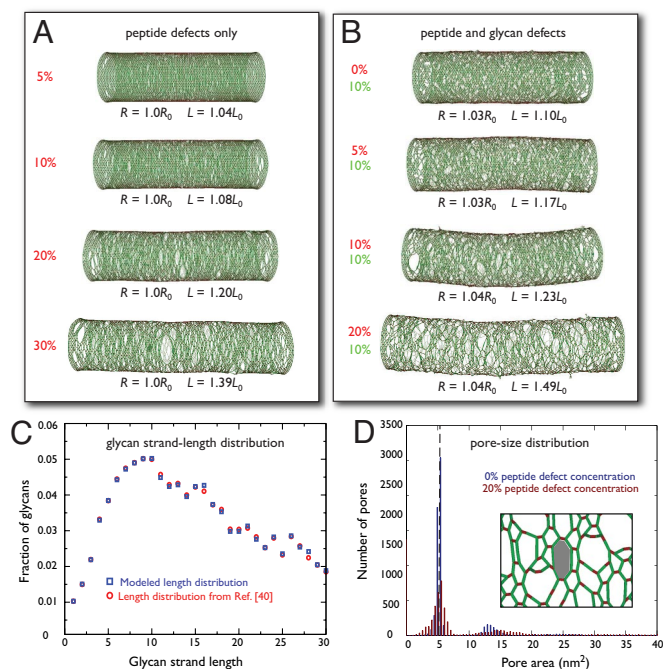 A
peptide defects only
5%
R = 1.0R0 L = 1.04L0
10%
R = 1.0R0 L = 1.08L0
20%
R = 1.0R0 L = 1.20L0
30%
R = 1.0R0 L = 1.39L0
B
peptide and glycan defects
0%
10%
R = 1.03R0 L = 1.10L0
5%
10%
R = 1.03R0 L = 1.17L0
10%
10%
R = 1.04R0 L = 1.23L0
20%
10%
R = 1.04R0 L = 1.49L0
C
glycan strand-length distribution
Fraction of glycans
0.06
0.05
0.04
0.03
0.02
0.01
0
Modeled length distribution
Length distribution from Ref. [40]
0 5 10 15 20 25 30
Glycan strand length
D
pore-size distribution
Number of pores
3500
3000
2500
2000
1500
1000
500
0
0% peptide defect concentration
20% peptide defect concentration
0 5 10 15 20 25 30 35 40
Pore area (nm²)